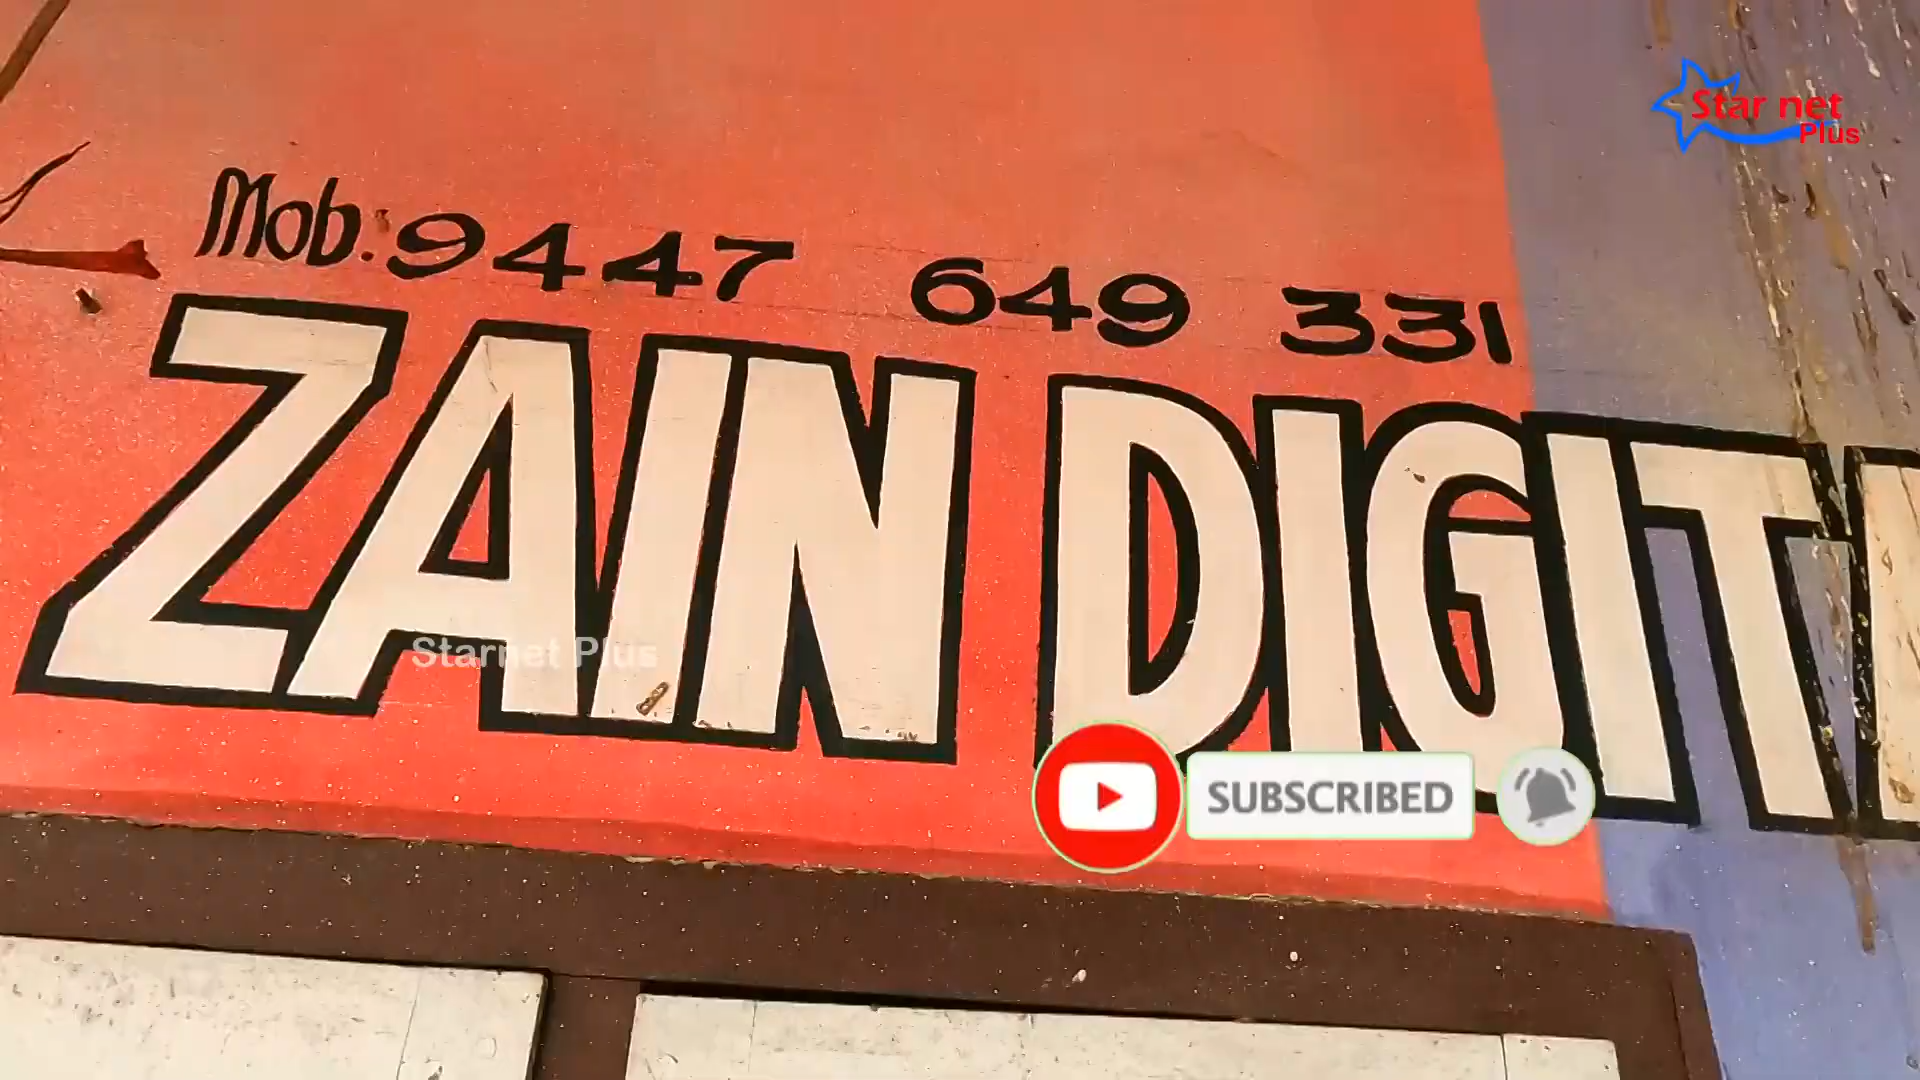 Star net
Plus
Mob: 9447 649 331
ZAIN DIGIT
Starnet Plus
SUBSCRIBED